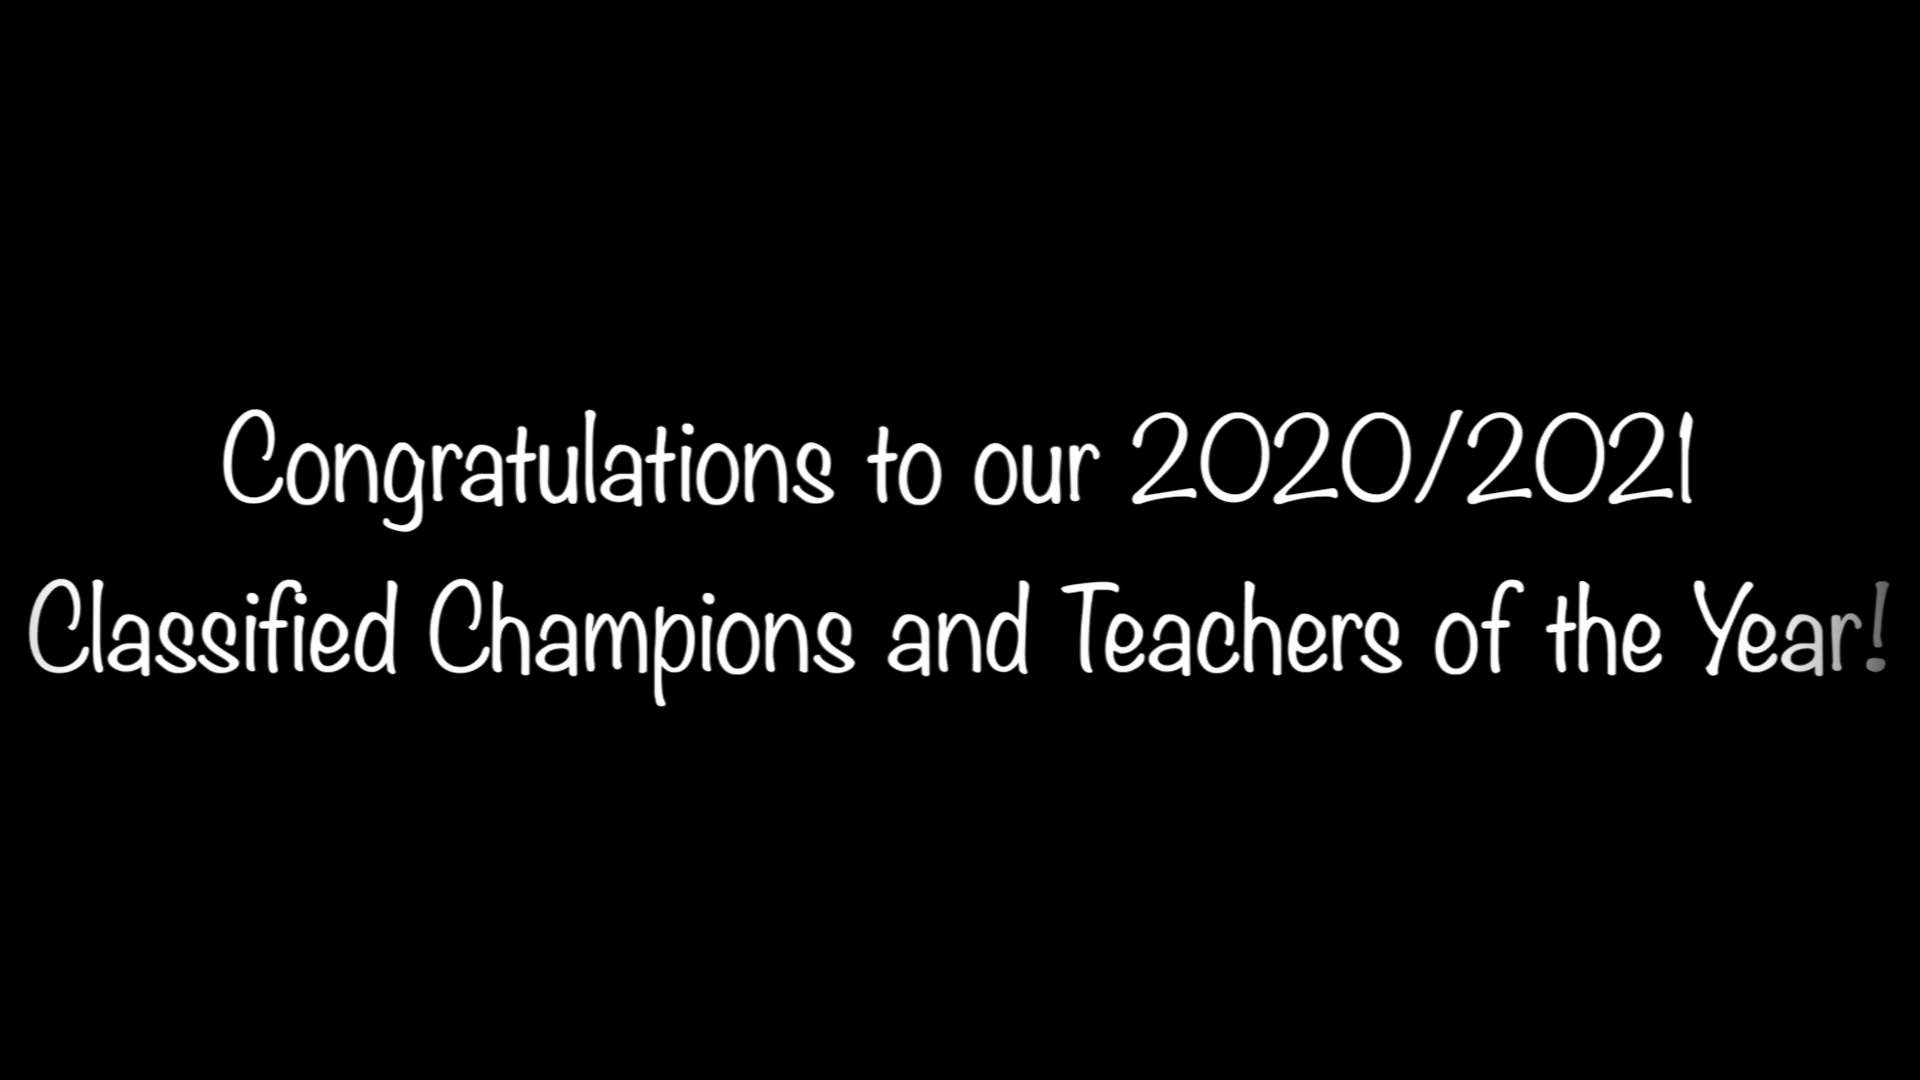 Congratulations to our 2020/2021
Classified Champions and Teachers of the Year!